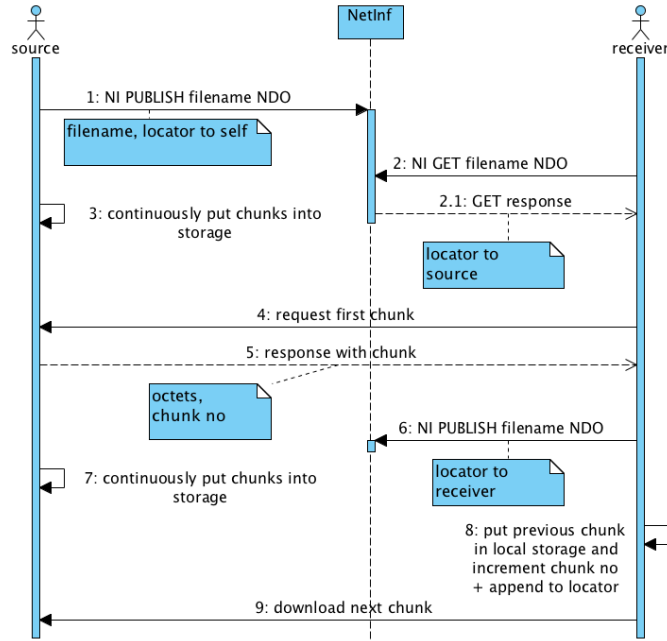 source
NetInf
receiver
1: NI PUBLISH filename NDO
filename, locator to self
2: NI GET filename NDO
2.1: GET response
3: continuously put chunks into
storage
locator to
source
4: request first chunk
5: response with chunk
octets,
chunk no
6: NI PUBLISH filename NDO
locator to
receiver
7: continuously put chunks into
storage
8: put previous chunk
in local storage and
increment chunk no
+ append to locator
9: download next chunk